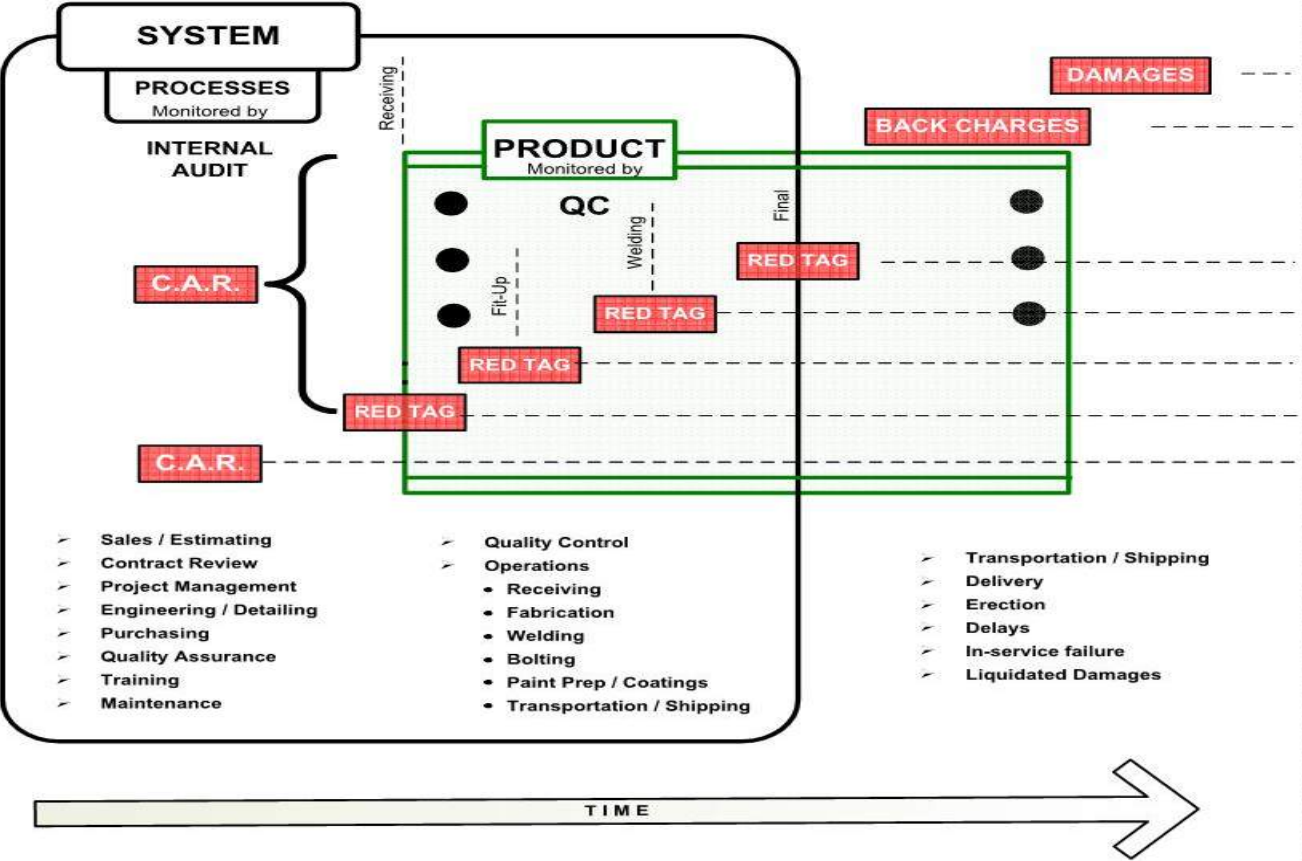 SYSTEM
PROCESSES
Monitored by
INTERNAL
AUDIT
C.A.R.
C.A.R.
Receiving
PRODUCT
Monitored by
QC
Fit-Up
Welding
Final
RED TAG
RED TAG
RED TAG
RED TAG
BACK CHARGES
DAMAGES
Sales / Estimating
Contract Review
Project Management
Engineering / Detailing
Purchasing
Quality Assurance
Training
Maintenance
Quality Control
Operations
Receiving
Fabrication
Welding
Bolting
Paint Prep / Coatings
Transportation / Shipping
Transportation / Shipping
Delivery
Erection
Delays
In-service failure
Liquidated Damages
TIME